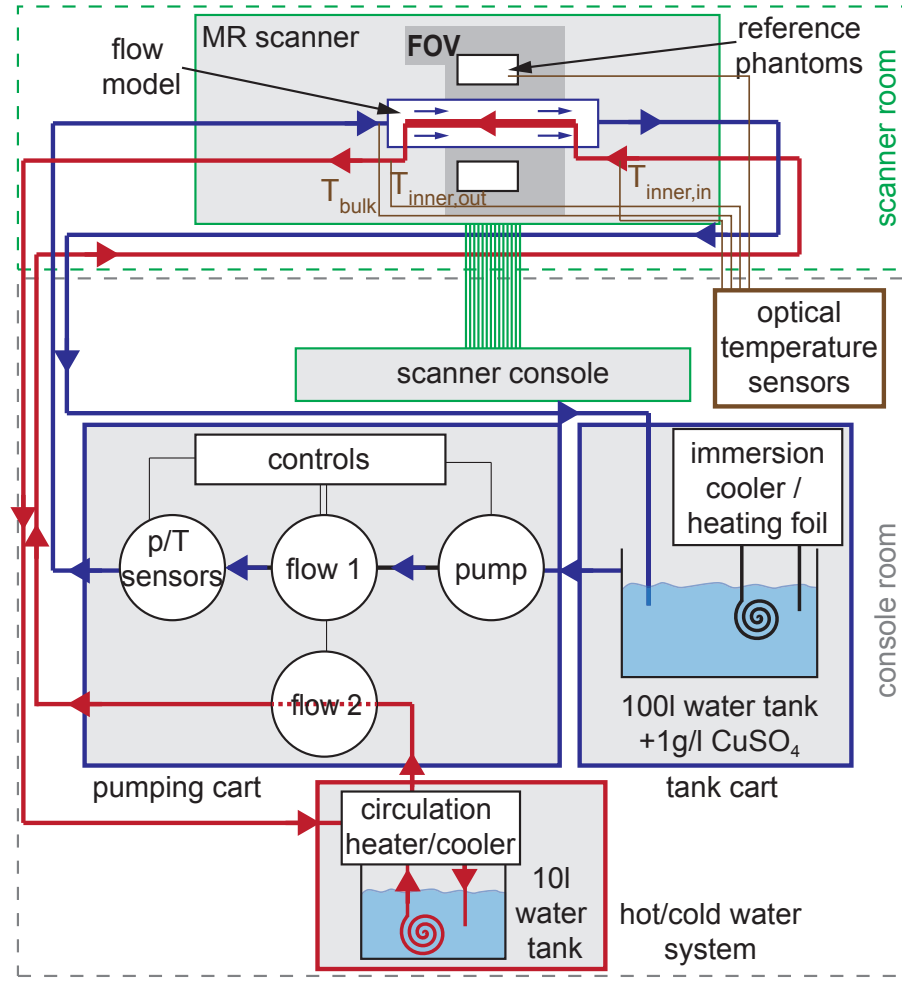 MR scanner
FOV
flow
model
reference
phantoms
scanner room
T bulk
T inner,out
T inner,in
optical
temperature
sensors
scanner console
controls
p/T
sensors
flow 1
pump
flow 2
immersion
cooler /
heating foil
100l water tank
+1g/l CuSO4
console room
pumping cart
tank cart
circulation
heater/cooler
10l
water
tank
hot/cold water
system